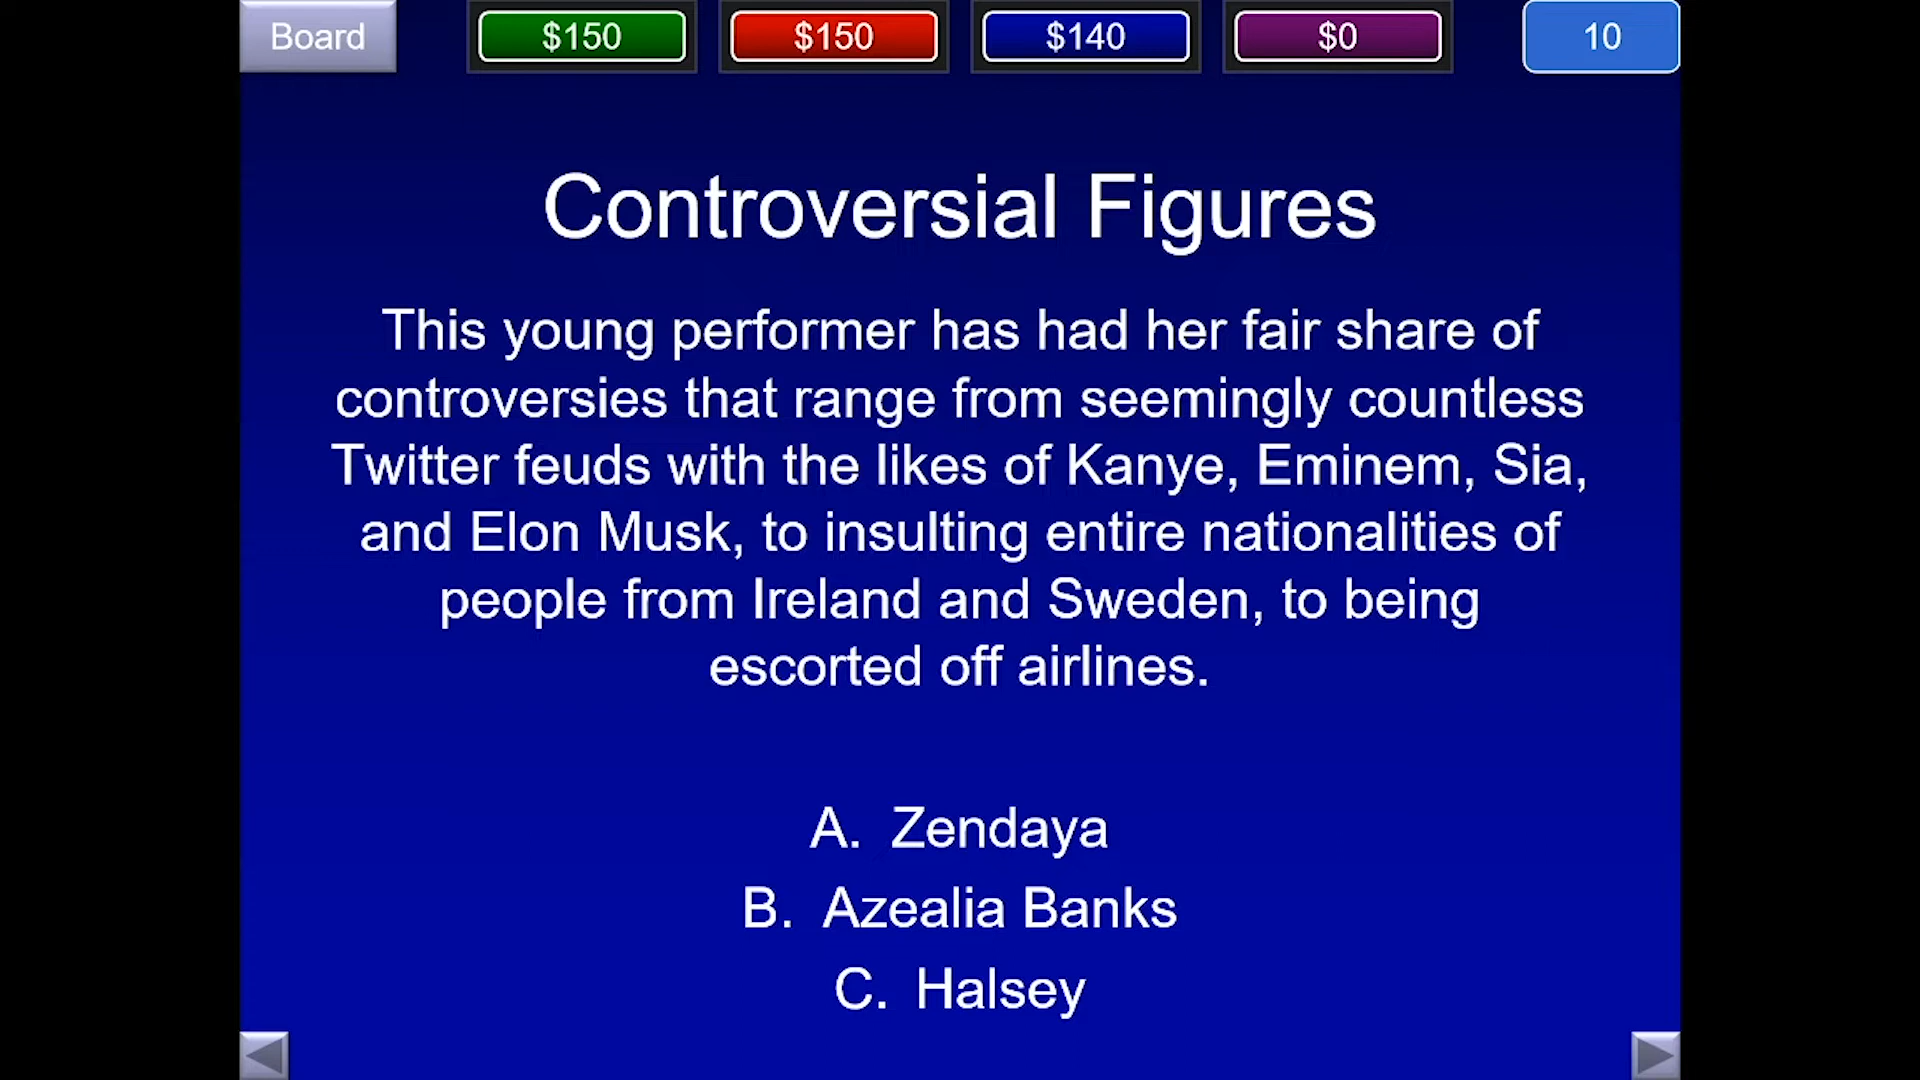 Board
$150
$150
$140
$0
10
Controversial Figures
This young performer has had her fair share of
controversies that range from seemingly countless
Twitter feuds with the likes of Kanye, Eminem, Sia,
and Elon Musk, to insulting entire nationalities of
people from Ireland and Sweden, to being
escorted off airlines.
A. Zendaya
B. Azealia Banks
C. Halsey